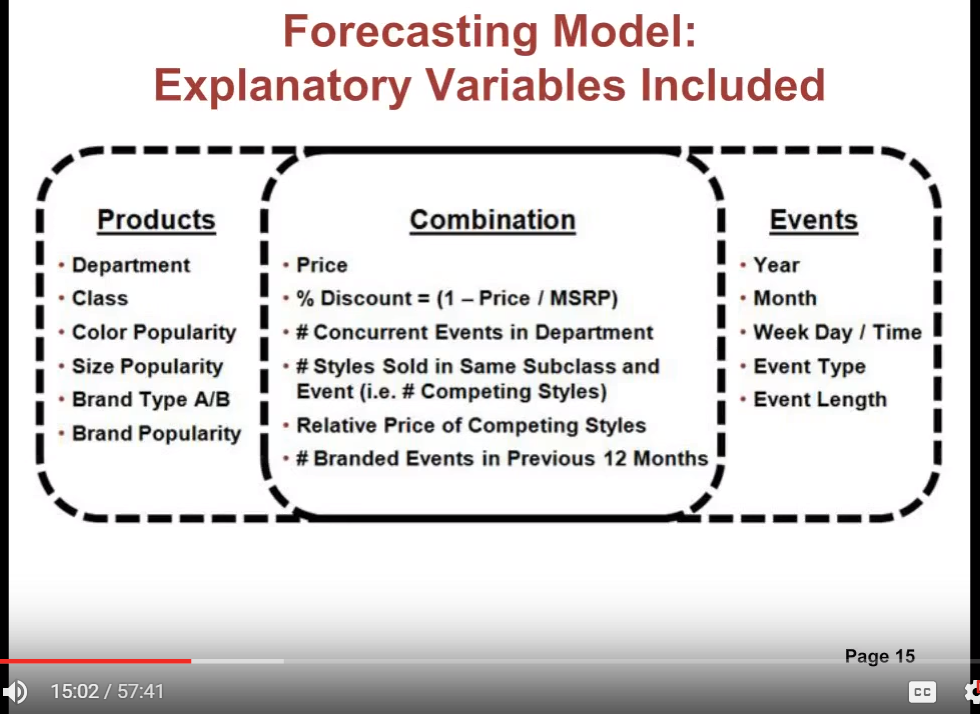 Forecasting Model:
Explanatory Variables Included
Products
• Department
• Class
• Color Popularity
• Size Popularity
• Brand Type A/B
• Brand Popularity
Combination
• Price
• % Discount = (1 – Price / MSRP)
• # Concurrent Events in Department
• # Styles Sold in Same Subclass and
Event (i.e. # Competing Styles)
• Relative Price of Competing Styles
• # Branded Events in Previous 12 Months
Events
• Year
• Month
• Week Day / Time
• Event Type
• Event Length
Page 15
15:02 / 57:41
CC